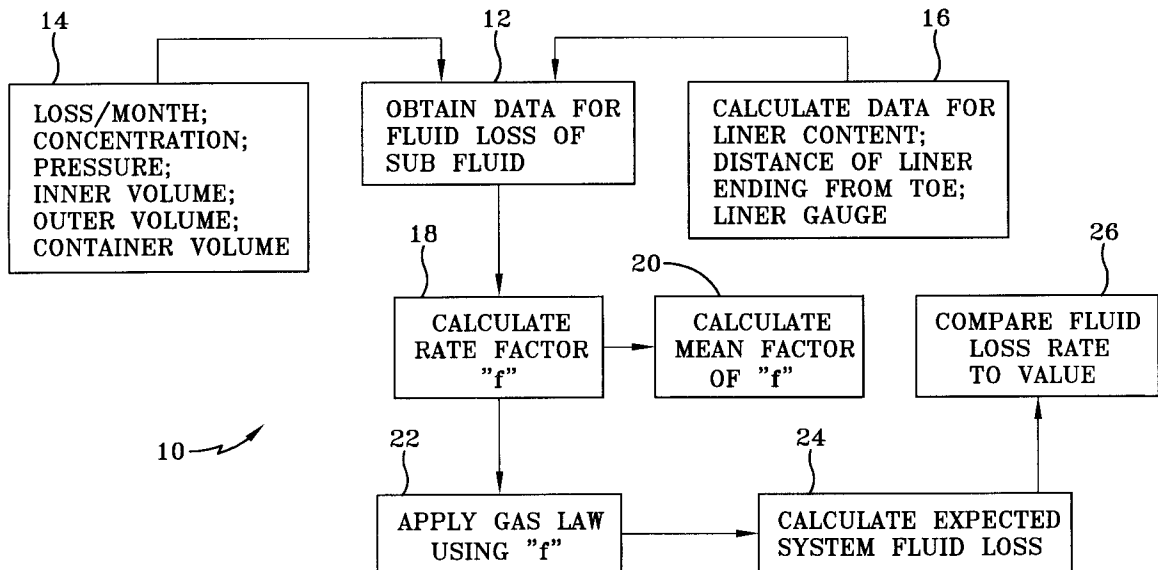 14
LOSS/MONTH;
CONCENTRATION;
PRESSURE;
INNER VOLUME;
OUTER VOLUME;
CONTAINER VOLUME
12
OBTAIN DATA FOR
FLUID LOSS OF
SUB FLUID
16
CALCULATE DATA FOR
LINER CONTENT;
DISTANCE OF LINER
ENDING FROM TOE;
LINER GAUGE
18
CALCULATE
RATE FACTOR
"f"
20
CALCULATE
MEAN FACTOR
OF "f"
26
COMPARE FLUID
LOSS RATE
TO VALUE
10
22
APPLY GAS LAW
USING "f"
24
CALCULATE EXPECTED
SYSTEM FLUID LOSS